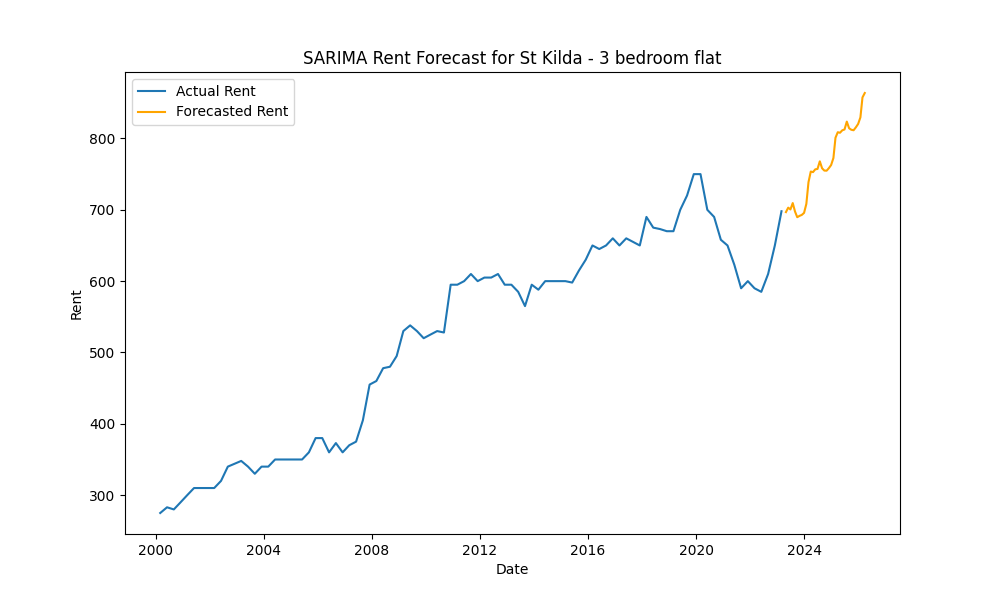 SARIMA Rent Forecast for St Kilda - 3 bedroom flat
Actual Rent
Forecasted Rent
800
700
600
500
400
300
Rent
2000 2004 2008 2012 2016 2020 2024
Date